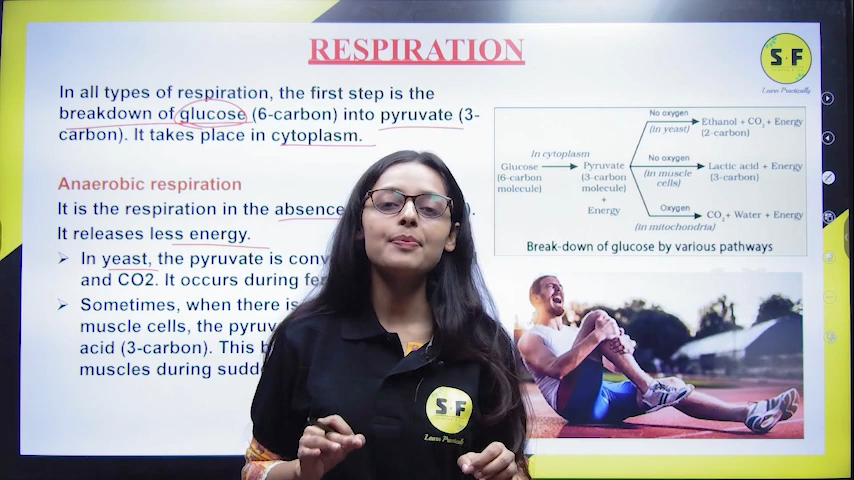 RESPIRATION
S F
Learn Practically
In all types of respiration, the first step is the
breakdown of glucose (6-carbon) into pyruvate (3-
carbon). It takes place in cytoplasm.
Anaerobic respiration
It is the respiration in the absence ).
It releases less energy.
➢ In yeast, the pyruvate is
and CO2. It occurs during
➢ Sometimes, when there is
muscle cells, the
acid (3-carbon). This
muscles during
Glucose
(6-carbon
molecule)
In cytoplasm
Pyruvate
(3-carbon
molecule)
+
Energy
No oxygen
(in yeast)
Ethanol + CO2 + Energy
(2-carbon)
No oxygen
(in muscle
cells)
Lactic acid + Energy
(3-carbon)
Oxygen
(in mitochondria)
CO2 + Water + Energy
Break-down of glucose by various pathways
S F
Learn Practically